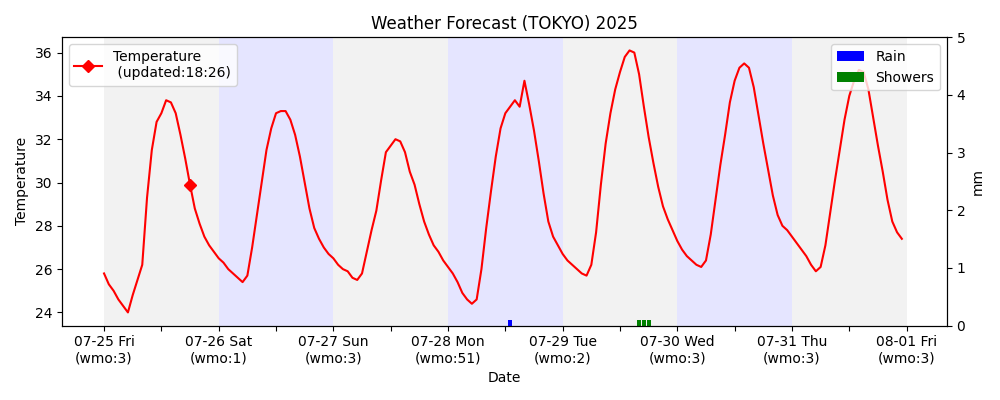 Weather Forecast (TOKYO) 2025
Temperature
(updated:18:26)
Rain
Showers
36
34
32
30
28
26
24
Temperature
5
4
3
2
1
0
mm
07-25 Fri
(wmo:3)
07-26 Sat
(wmo:1)
07-27 Sun
(wmo:3)
07-28 Mon
(wmo:51)
07-29 Tue
(wmo:2)
07-30 Wed
(wmo:3)
07-31 Thu
(wmo:3)
08-01 Fri
(wmo:3)
Date